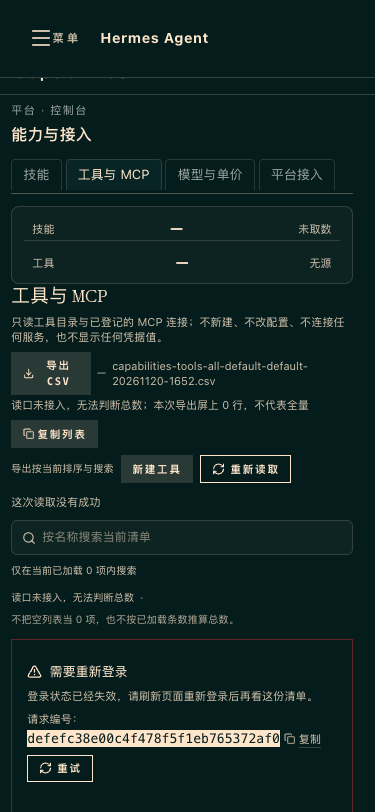 菜单 Hermes Agent
平台 · 控制台
能力与接入
技能 工具与 MCP 模型与单价 平台接入
技能 — 未取数
工具 — 无源
工具与 MCP
只读工具目录与已登记的 MCP 连接；不新建、不改配置、不连接任
何服务，也不显示任何凭据值。
导出 CSV — capabilities-tools-all-default-default-
20261120-1652.csv
读口未接入，无法判断总数；本次导出屏上 0 行，不代表全量
复制列表
导出按当前排序与搜索 新建工具 重新读取
这次读取没有成功
按名称搜索当前清单
仅在当前已加载 0 项内搜索
读口未接入，无法判断总数 ·
不把空列表当 0 项，也不按已加载条数推算总数。
需要重新登录
登录状态已经失效，请刷新页面重新登录后再看这份清单。
请求编号：
defefc38e00c4f478f5f1eb765372af0 复制
重试